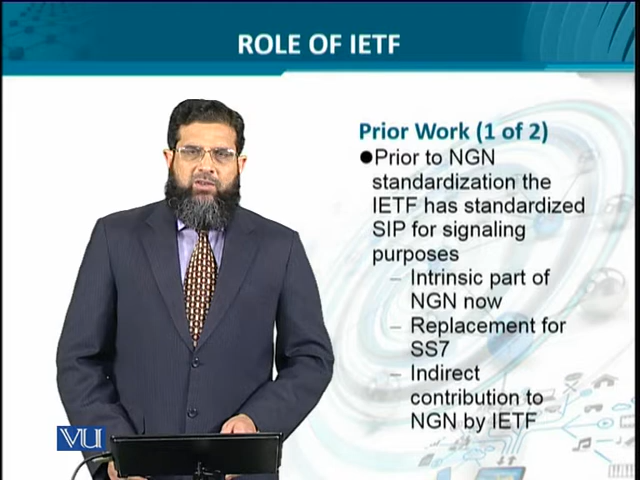 ROLE OF IETF
Prior Work (1 of 2)
●Prior to NGN
standardization the
IETF has standardized
SIP for signaling
purposes
– Intrinsic part of
NGN now
– Replacement for
SS7
– Indirect
contribution to
NGN by IETF
VU